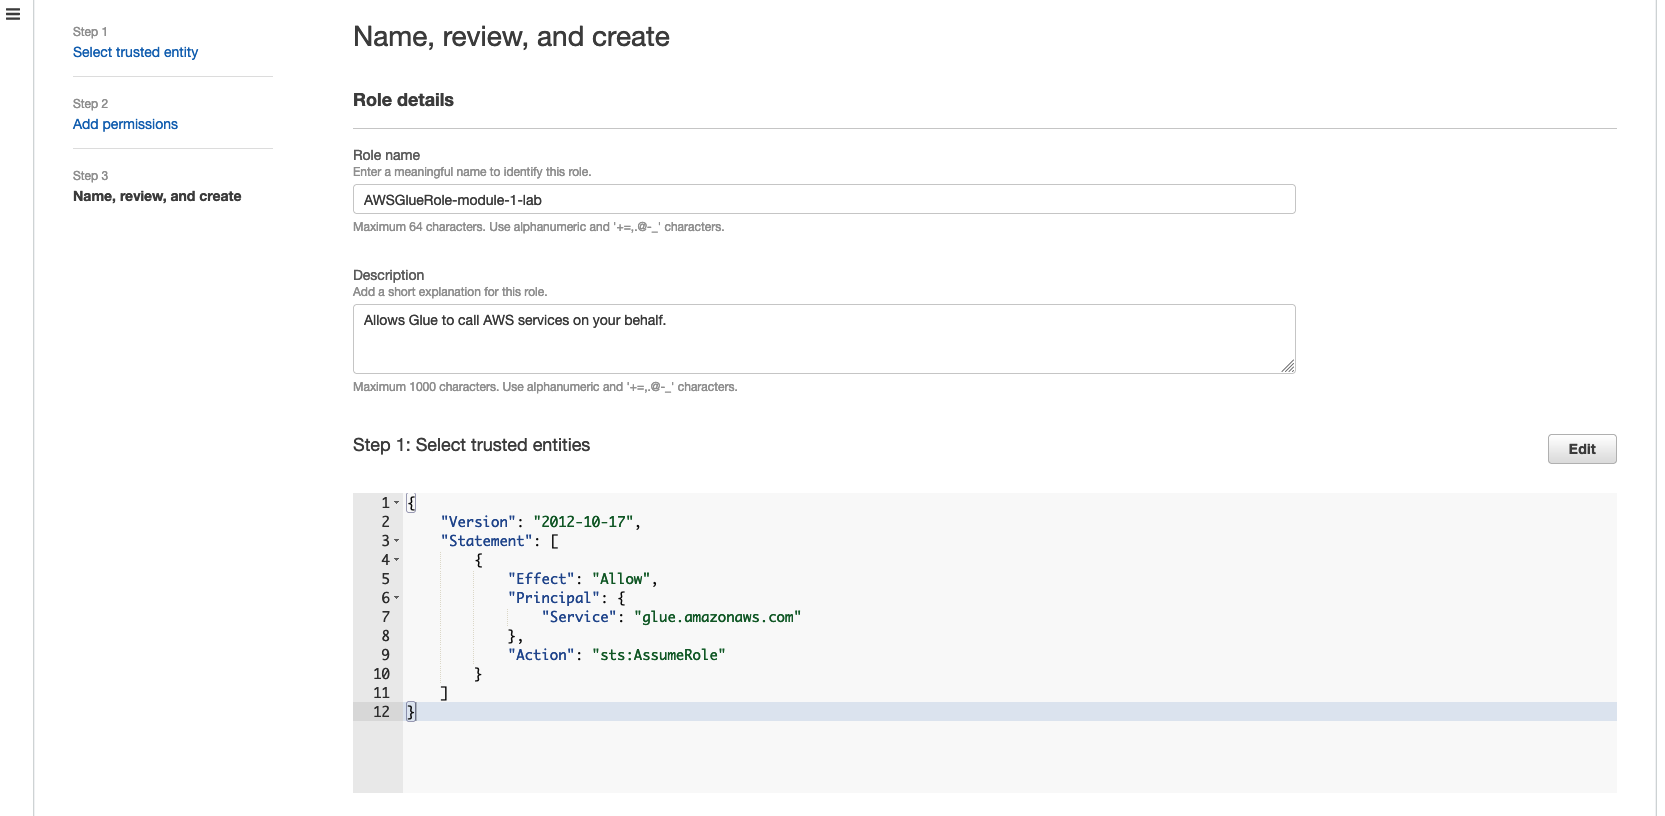 Step 1
Select trusted entity
Step 2
Add permissions
Step 3
Name, review, and create
Name, review, and create
Role details
Role name
Enter a meaningful name to identify this role.
AWSGlueRole-module-1-lab
Maximum 64 characters. Use alphanumeric and '+=,.@-_' characters.
Description
Add a short explanation for this role.
Allows Glue to call AWS services on your behalf.
Maximum 1000 characters. Use alphanumeric and '+=,.@-_' characters.
Step 1: Select trusted entities
Edit
1 {
2 "Version": "2012-10-17",
3 "Statement": [
4 {
5 "Effect": "Allow",
6 "Principal": {
7 "Service": "glue.amazonaws.com"
8 },
9 "Action": "sts:AssumeRole"
10 }
11 ]
12 }